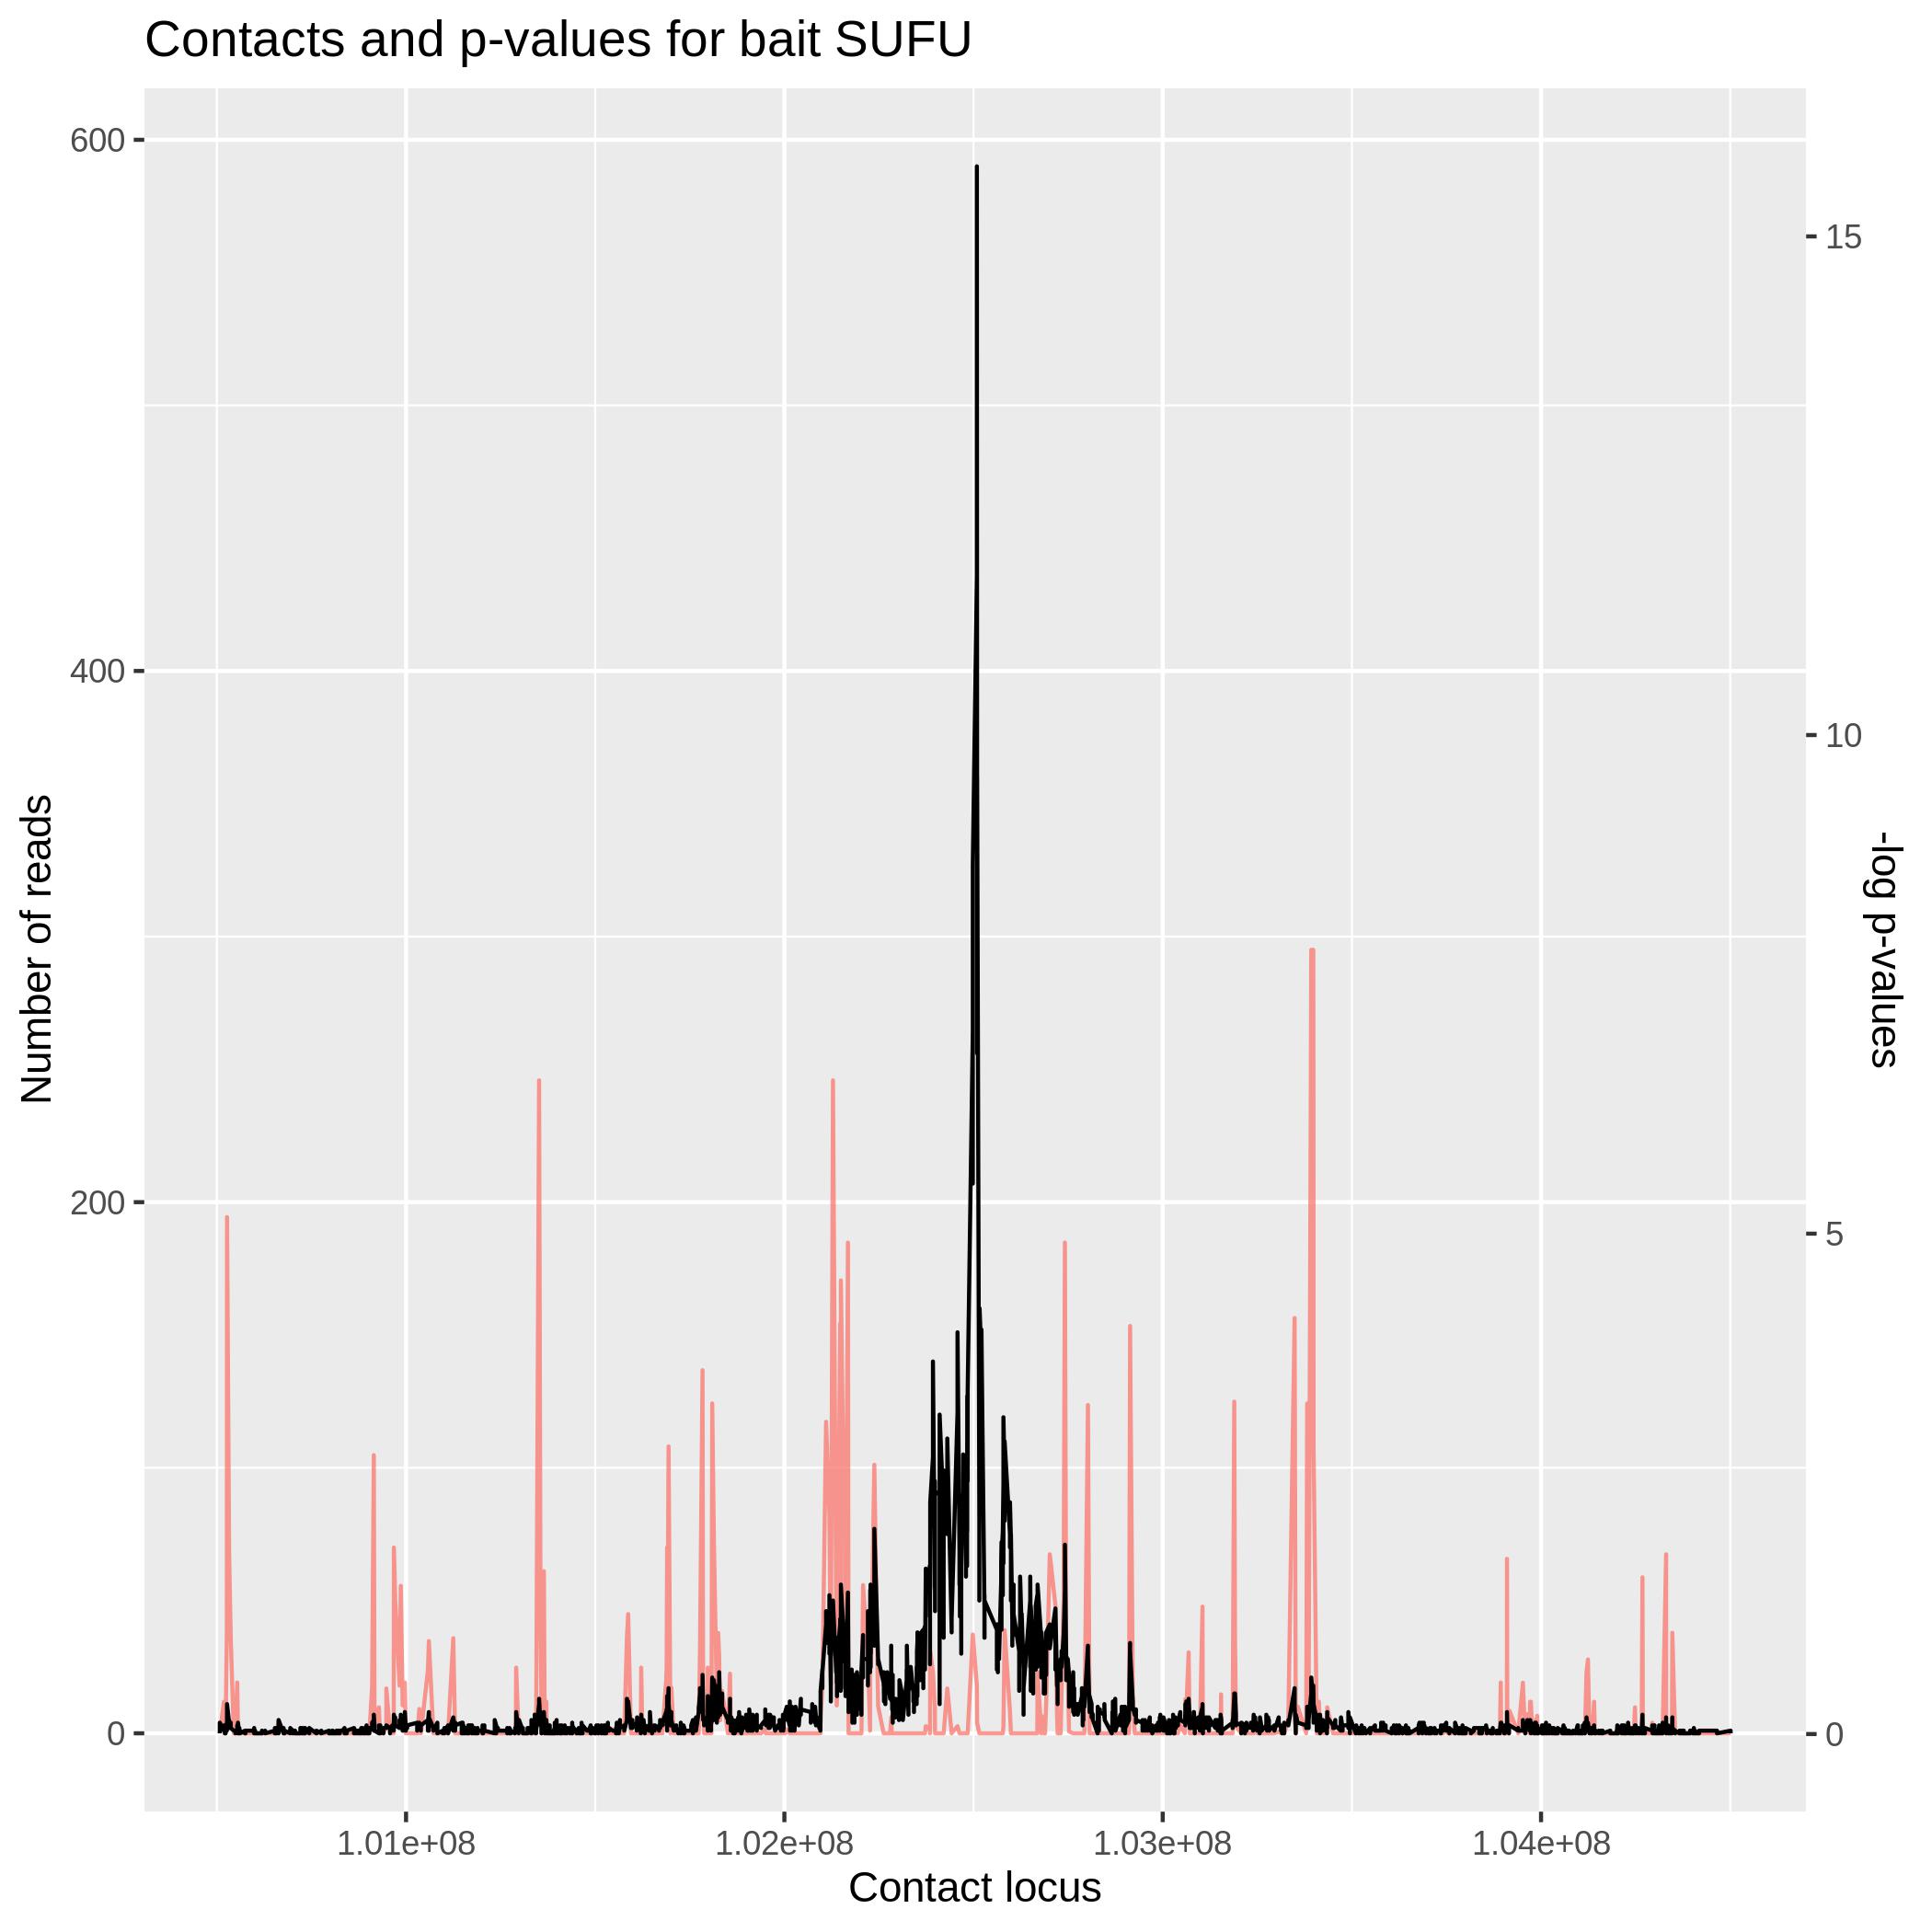 Contacts and p-values for bait SUFU
600
400
200
0
Number of reads
15
10
5
0
-log p-values
1.01e+08
1.02e+08
1.03e+08
1.04e+08
Contact locus